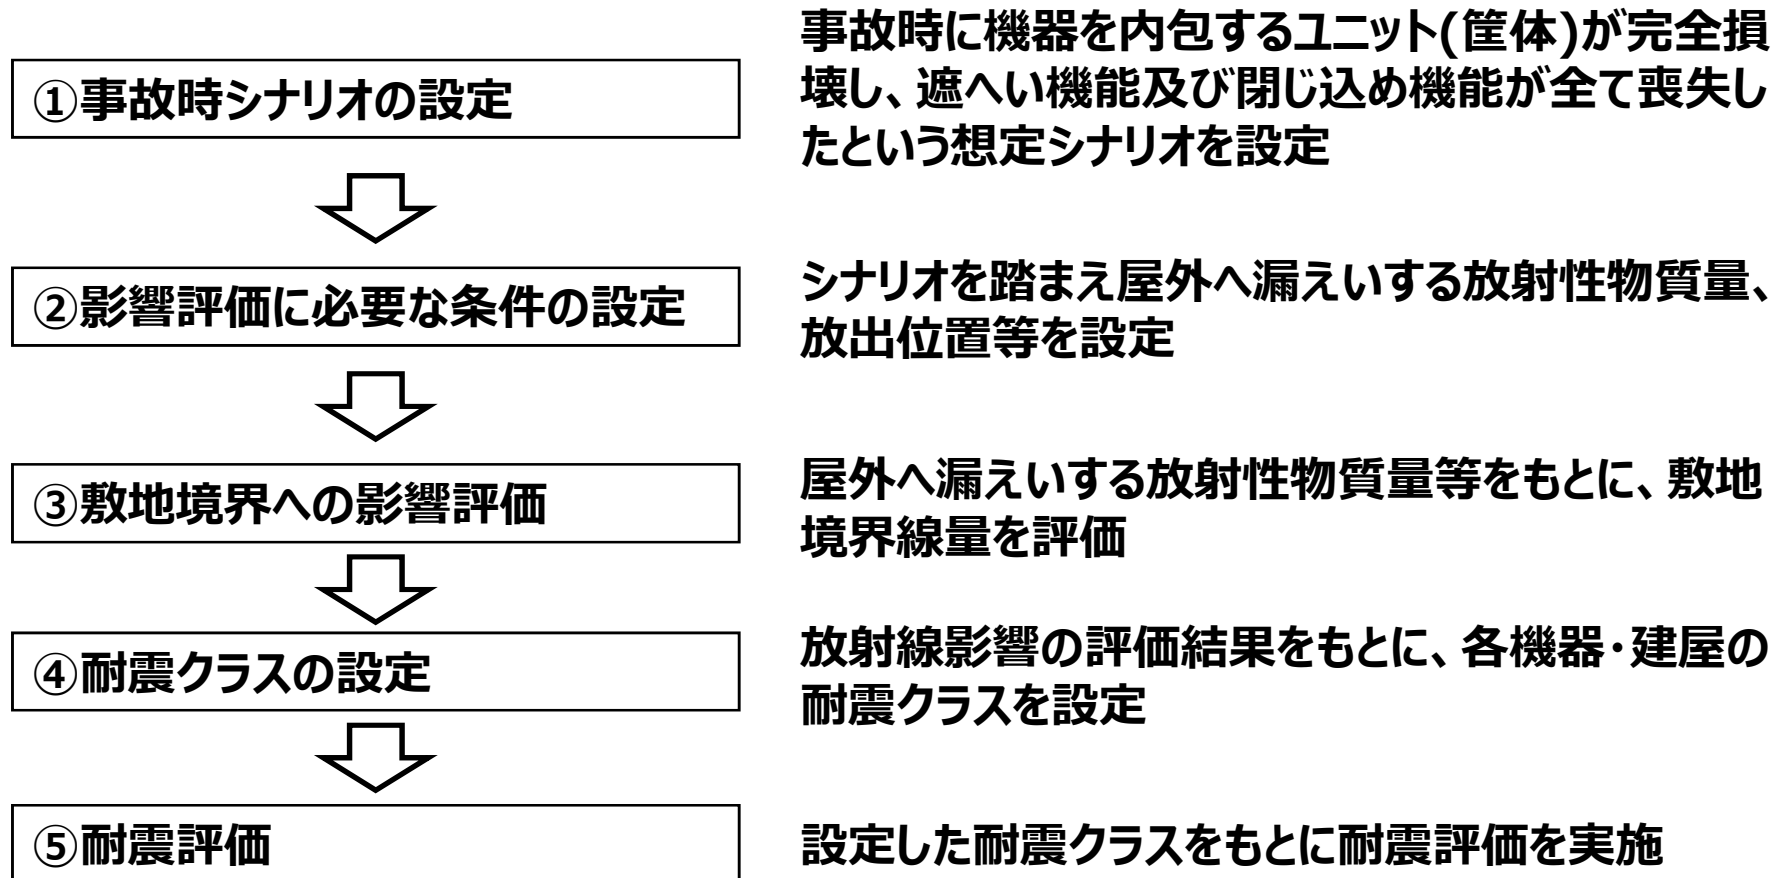 ①事故時シナリオの設定
事故時に機器を内包するユニット(筐体)が完全損
壊し、遮へい機能及び閉じ込め機能が全て喪失し
たという想定シナリオを設定
②影響評価に必要な条件の設定
シナリオを踏まえ屋外へ漏えいする放射性物質量、
放出位置等を設定
③敷地境界への影響評価
屋外へ漏えいする放射性物質量等をもとに、敷地
境界線量を評価
④耐震クラスの設定
放射線影響の評価結果をもとに、各機器・建屋の
耐震クラスを設定
⑤耐震評価
設定した耐震クラスをもとに耐震評価を実施